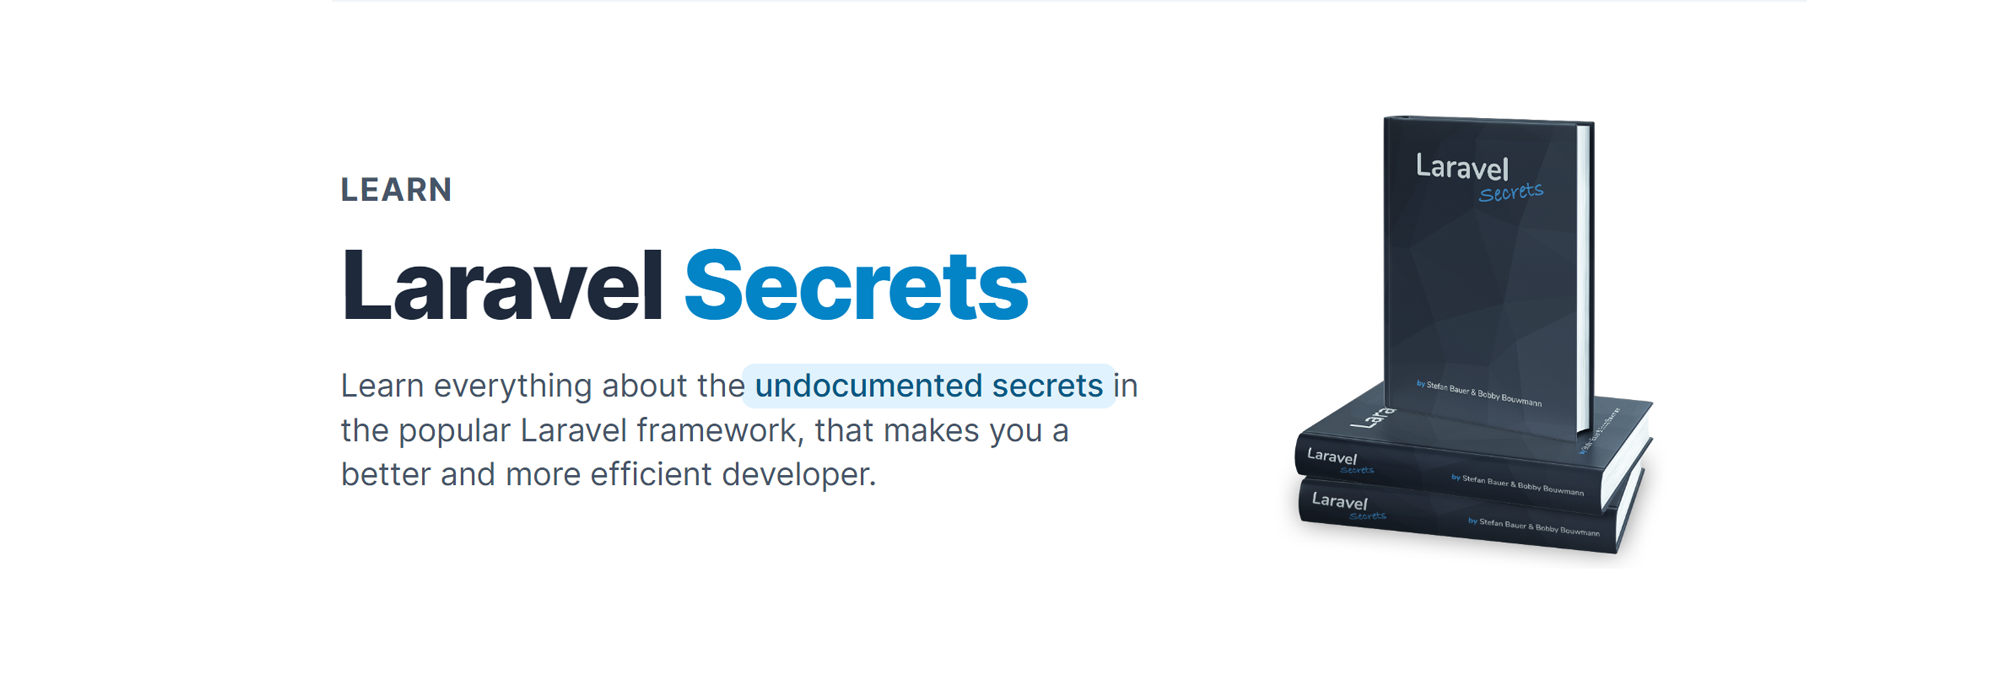 LEARN
Laravel Secrets
Learn everything about the undocumented secrets in
the popular Laravel framework, that makes you a
better and more efficient developer.
Laravel
Secrets
by Stefan Bauer & Bobby Bouwmann
Lara
Laravel
Secrets
by Stefan Bauer & Bobby Bouwmann
Laravel
Secrets
by Stefan Bauer & Bobby Bouwmann